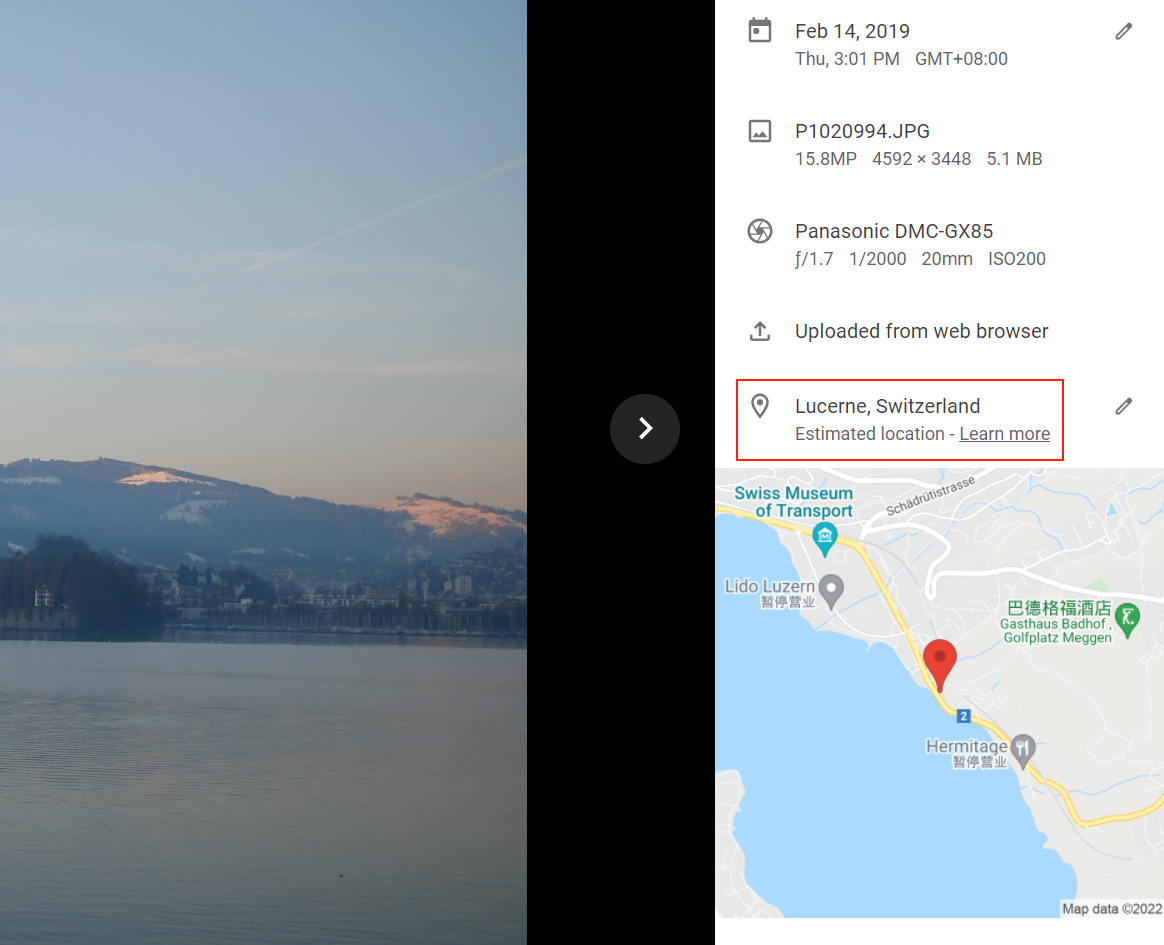 Feb 14, 2019
Thu, 3:01 PM GMT+08:00
P1020994.JPG
15.8MP 4592 × 3448 5.1 MB
Panasonic DMC-GX85
ƒ/1.7 1/2000 20mm ISO200
Uploaded from web browser
Lucerne, Switzerland
Estimated location - Learn more
Swiss Museum
of Transport
Schädrütistrasse
Lido Luzern
暂停营业
巴德格福酒店
Gasthaus Badhof ,
Golfplatz Meggen
2
Hermitage
暂停营业
Map data ©2022